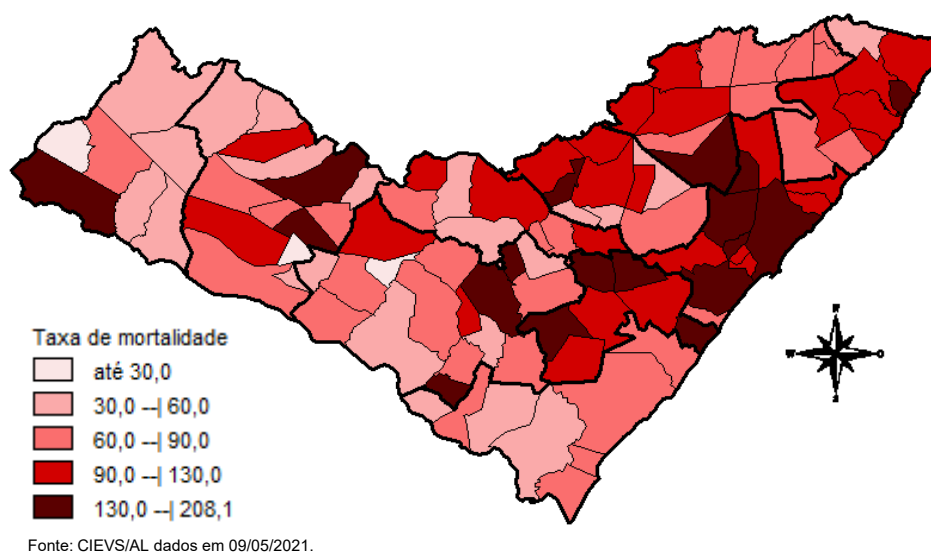 Taxa de mortalidade
até 30,0
30,0 --| 60,0
60,0 --| 90,0
90,0 --| 130,0
130,0 --| 208,1
Fonte: CIEVS/AL dados em 09/05/2021.